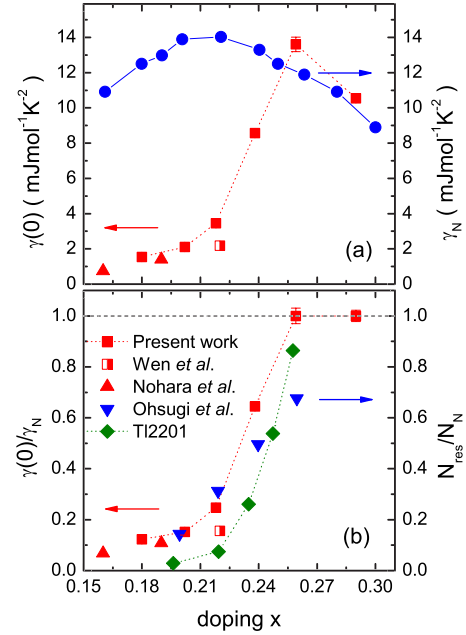 14
12
10
8
6
4
2
0
γ(0) ( mJmol⁻¹K⁻² )
14
12
10
8
6
4
2
0
γN ( mJmol⁻¹K⁻² )
(a)
1.0
0.8
0.6
0.4
0.2
0.0
γ(0)/γN
Present work
Wen et al.
Nohara et al.
Ohsugi et al.
Tl2201
1.0
0.8
0.6
0.4
0.2
0.0
Nres/NN
(b)
0.15 0.18 0.21 0.24 0.27 0.30
doping x